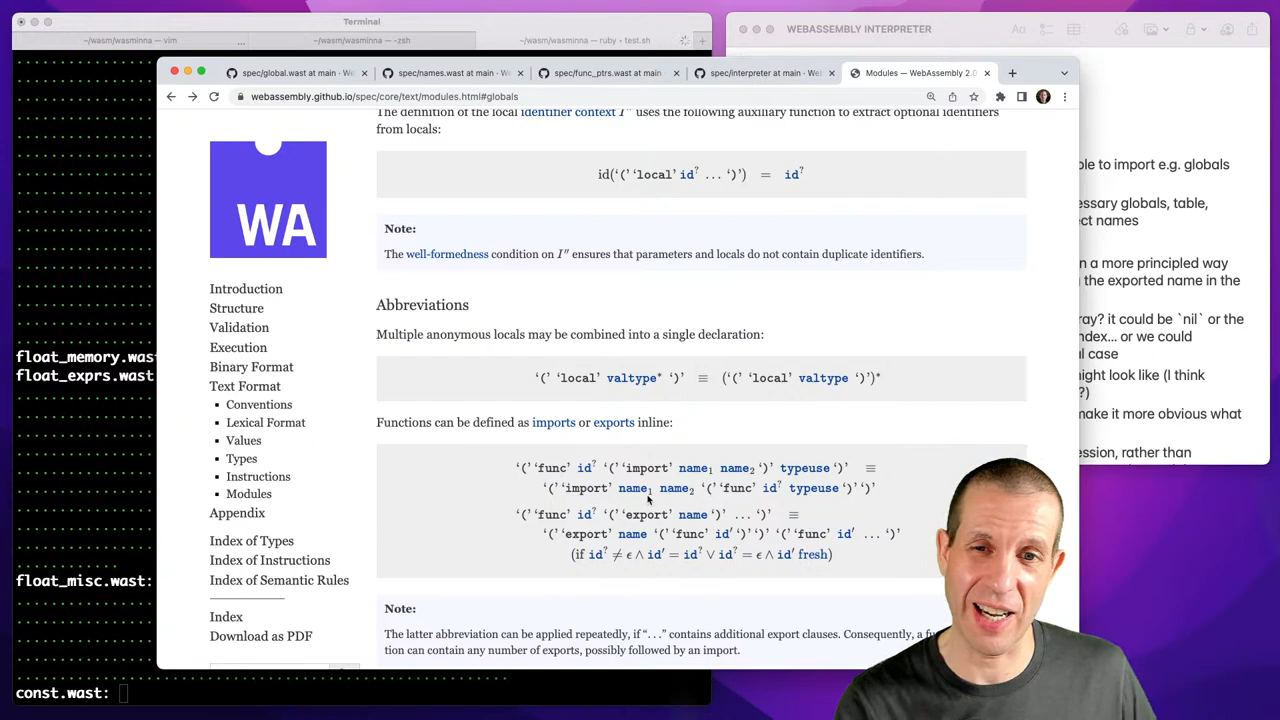 Terminal
~/wasm/wasminna — vim
...
~/wasm/wasminna — -zsh
~/wasm/wasminna — ruby • test.sh
WEBASSEMBLY INTERPRETER
spec/global.wast at main · We
spec/names.wast at main · W
spec/func_ptrs.wast at main
spec/interpreter at main · We
Modules — WebAssembly 2.0
webassembly.github.io/spec/core/text/modules.html#globals
The definition of the local identifier context I″ uses the following auxiliary function to extract optional identifiers
from locals:
id(‘(’ ‘local’ id? … ‘)’) = id?
Note:
The well-formedness condition on I″ ensures that parameters and locals do not contain duplicate identifiers.
WA
Introduction
Structure
Validation
Execution
Binary Format
Text Format
Conventions
Lexical Format
Values
Types
Instructions
Modules
Appendix
Index of Types
Index of Instructions
Index of Semantic Rules
Index
Download as PDF
Abbreviations
Multiple anonymous locals may be combined into a single declaration:
‘(’ ‘local’ valtype* ‘)’ ≡ (‘(’ ‘local’ valtype ‘)’)*
Functions can be defined as imports or exports inline:
‘(’ ‘func’ id? ‘(’ ‘import’ name₁ name₂ ‘)’ typeuse ‘)’ ≡
‘(’ ‘import’ name₁ name₂ ‘(’ ‘func’ id? typeuse ‘)’ ‘)’
‘(’ ‘func’ id? ‘(’ ‘export’ name ‘)’ … ‘)’ ≡
‘(’ ‘export’ name ‘(’ ‘func’ id′ ‘)’ ‘)’ ‘(’ ‘func’ id′ … ‘)’
(if id? ≠ ϵ ∧ id′ = id? ∨ id? = ϵ ∧ id′ fresh)
Note:
The latter abbreviation can be applied repeatedly, if “…” contains additional export clauses. Consequently, a fu
tion can contain any number of exports, possibly followed by an import.
float_memory.wast
float_exprs.wast
float_misc.wast:
const.wast:
ble to import e.g. globals
essary globals, table,
ect names
n a more principled way
g the exported name in the
ray? it could be `nil` or the
ndex... or we could
al case
ight look like (I think
?)
make it more obvious what
ession, rather than